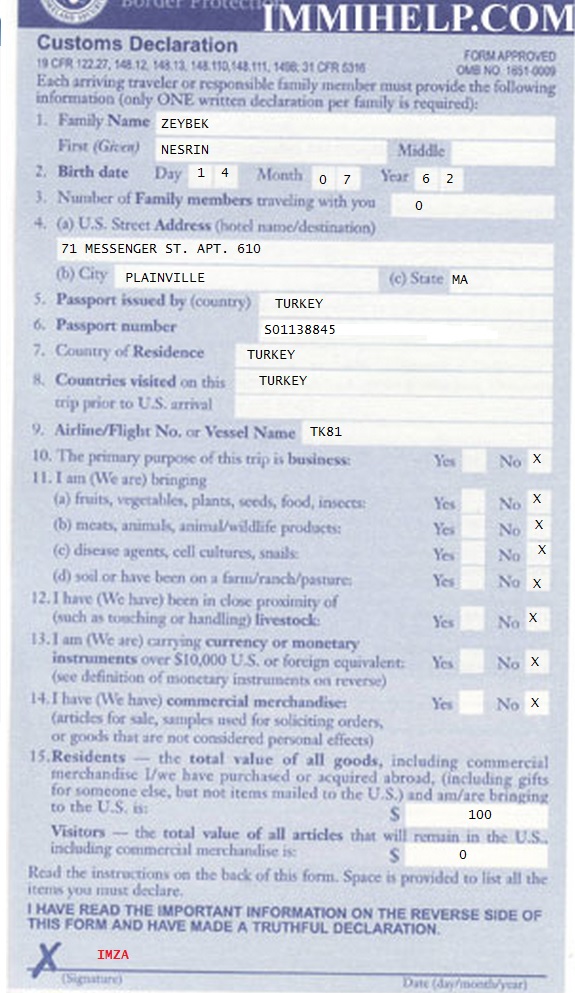 Border Protection
IMMIHELP.COM
Customs Declaration
19 CFR 122.27, 148.12, 148.13, 148.110,148.111, 1498; 31 CFR 5316
FORM APPROVED
OMB NO. 1651-0009
Each arriving traveler or responsible family member must provide the following
information (only ONE written declaration per family is required):
1. Family Name ZEYBEK
First (Given) NESRIN Middle
2. Birth date Day 1 4 Month 0 7 Year 6 2
3. Number of Family members traveling with you 0
4. (a) U.S. Street Address (hotel name/destination)
71 MESSENGER ST. APT. 610
(b) City PLAINVILLE (c) State MA
5. Passport issued by (country) TURKEY
6. Passport number S01138845
7. Country of Residence TURKEY
8. Countries visited on this TURKEY
trip prior to U.S. arrival
9. Airline/Flight No. or Vessel Name TK81
10. The primary purpose of this trip is business: Yes No X
11. I am (We are) bringing
(a) fruits, vegetables, plants, seeds, food, insects: Yes No X
(b) meats, animals, animal/wildlife products: Yes No X
(c) disease agents, cell cultures, snails: Yes No X
(d) soil or have been on a farm/ranch/pasture: Yes No X
12. I have (We have) been in close proximity of
(such as touching or handling) livestock: Yes No X
13. I am (We are) carrying currency or monetary
instruments over $10,000 U.S. or foreign equivalent: Yes No X
(see definition of monetary instruments on reverse)
14. I have (We have) commercial merchandise: Yes No X
(articles for sale, samples used for soliciting orders,
or goods that are not considered personal effects)
15. Residents — the total value of all goods, including commercial
merchandise I/we have purchased or acquired abroad, (including gifts
for someone else, but not items mailed to the U.S.) and am/are bringing
to the U.S. is: $ 100
Visitors — the total value of all articles that will remain in the U.S.,
including commercial merchandise is: $ 0
Read the instructions on the back of this form. Space is provided to list all the
items you must declare.
I HAVE READ THE IMPORTANT INFORMATION ON THE REVERSE SIDE OF
THIS FORM AND HAVE MADE A TRUTHFUL DECLARATION.
X IMZA
(Signature) Date (day/month/year)